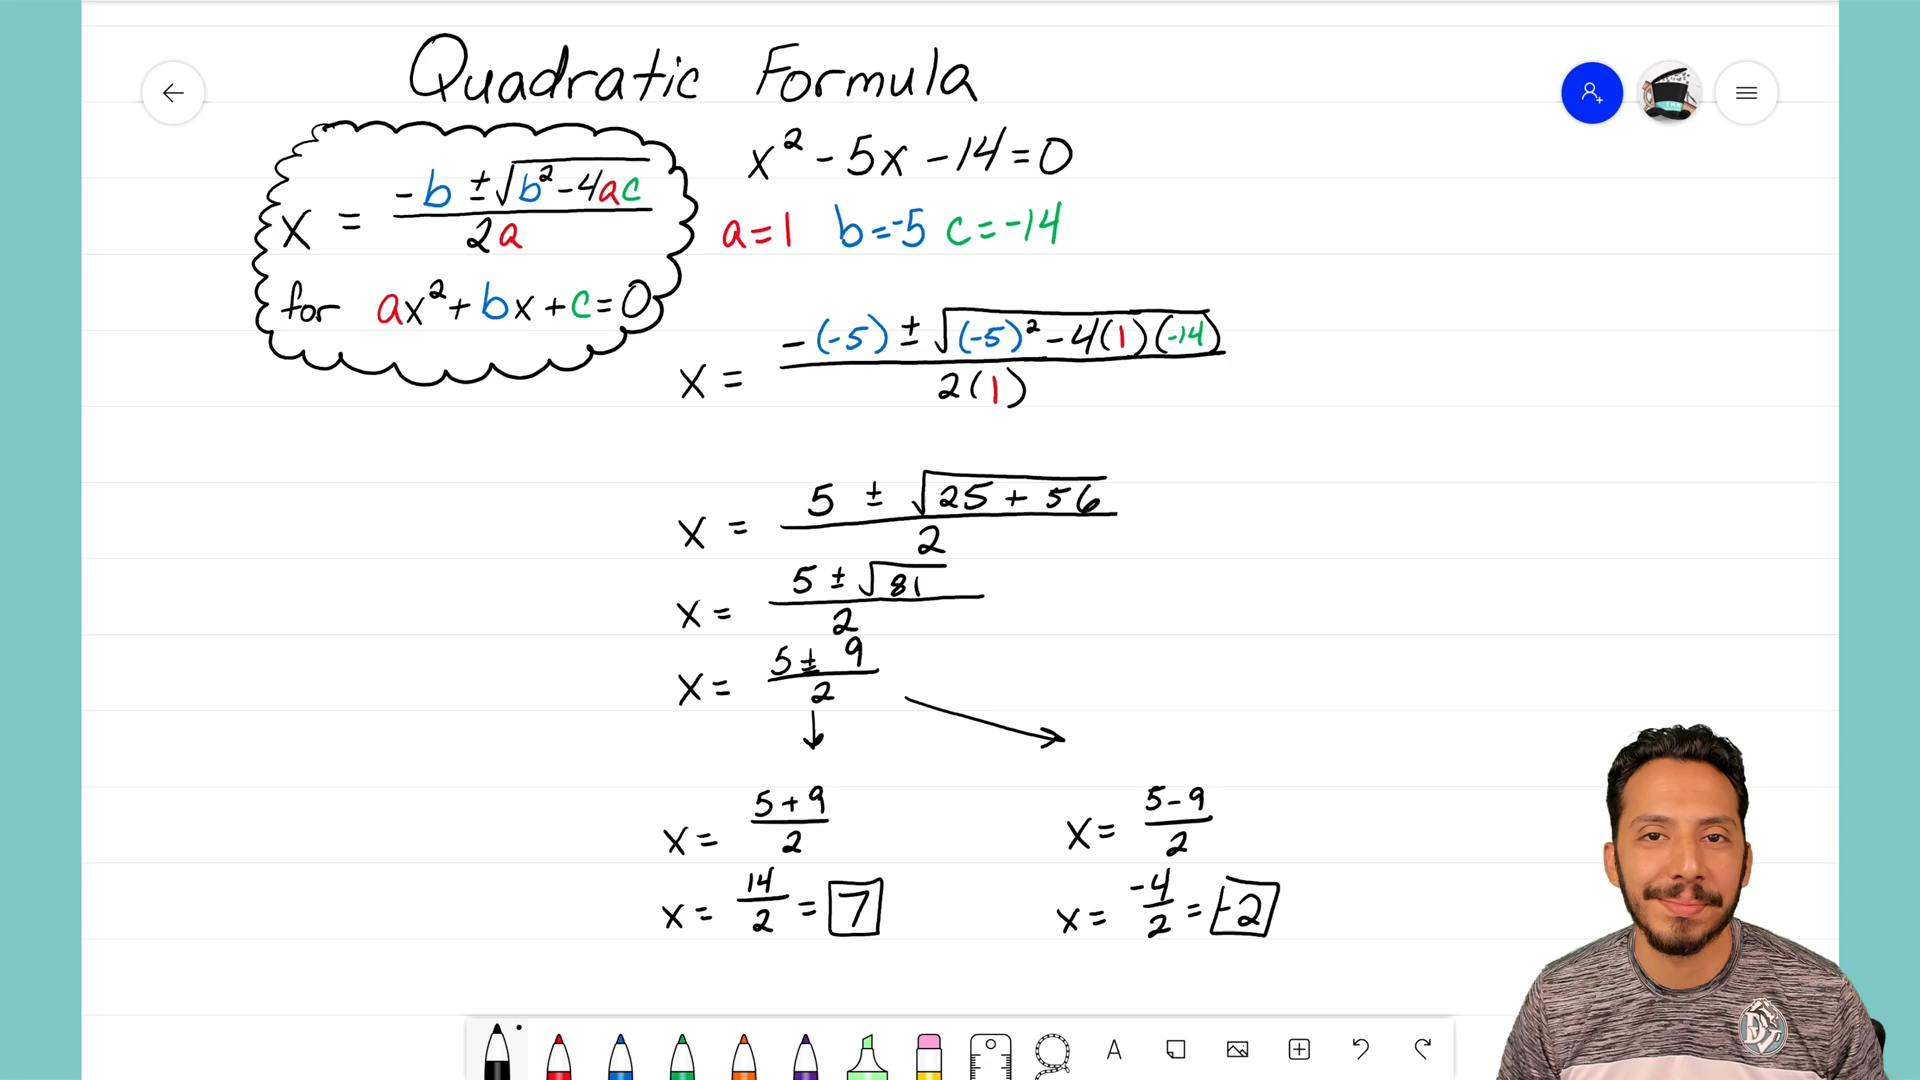 Quadratic Formula
x = -b ± √b² - 4ac / 2a
for ax² + bx + c = 0
x² - 5x - 14 = 0
a = 1 b = -5 c = -14
x = -(-5) ± √(-5)² - 4(1)(-14) / 2(1)
x = 5 ± √25 + 56 / 2
x = 5 ± √81 / 2
x = 5 ± 9 / 2
x = 5 + 9 / 2
x = 14 / 2 = 7
x = 5 - 9 / 2
x = -4 / 2 = -2
A